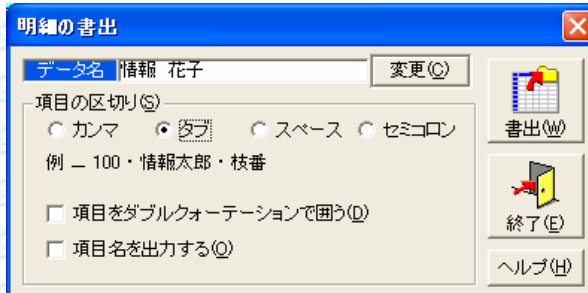 明細の書出
データ名 情報 花子 変更(C)
項目の区切り(S)
カンマ タブ スペース セミコロン
例 － 100・情報太郎・枝番
項目をダブルクォーテーションで囲う(D)
項目名を出力する(O)
書出(W)
終了(E)
ヘルプ(H)